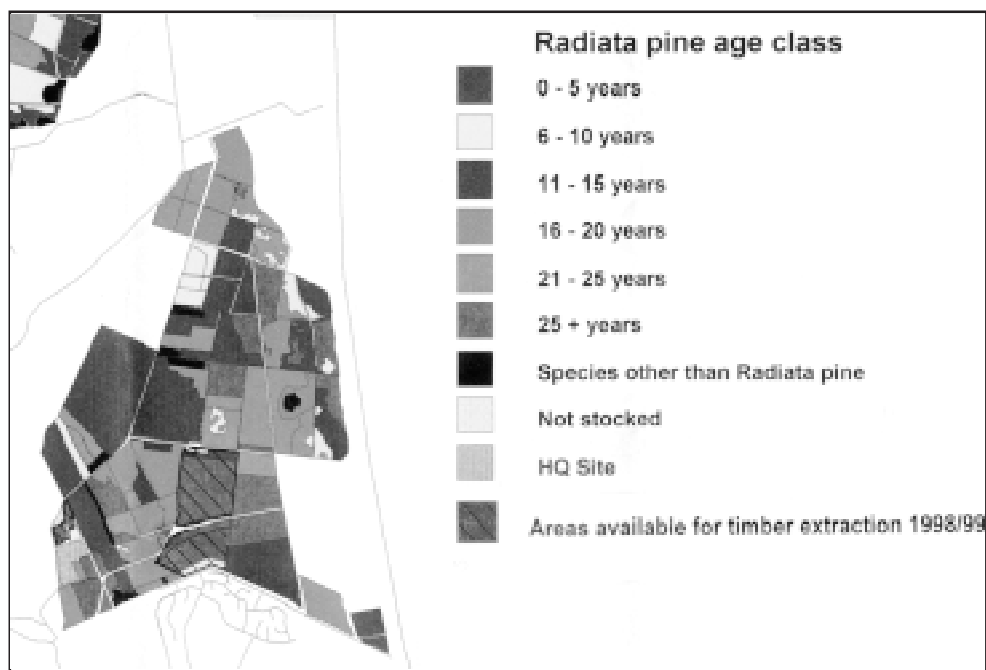 Radiata pine age class
0 - 5 years
6 - 10 years
11 - 15 years
16 - 20 years
21 - 25 years
25 + years
Species other than Radiata pine
Not stocked
HQ Site
Areas available for timber extraction 1998/99